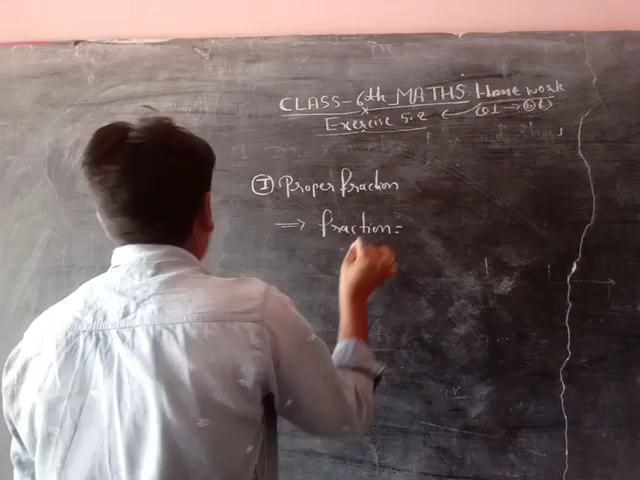 CLASS-6th MATHS Home work
Exercise 5.2
① Proper fraction
⟹ fraction=